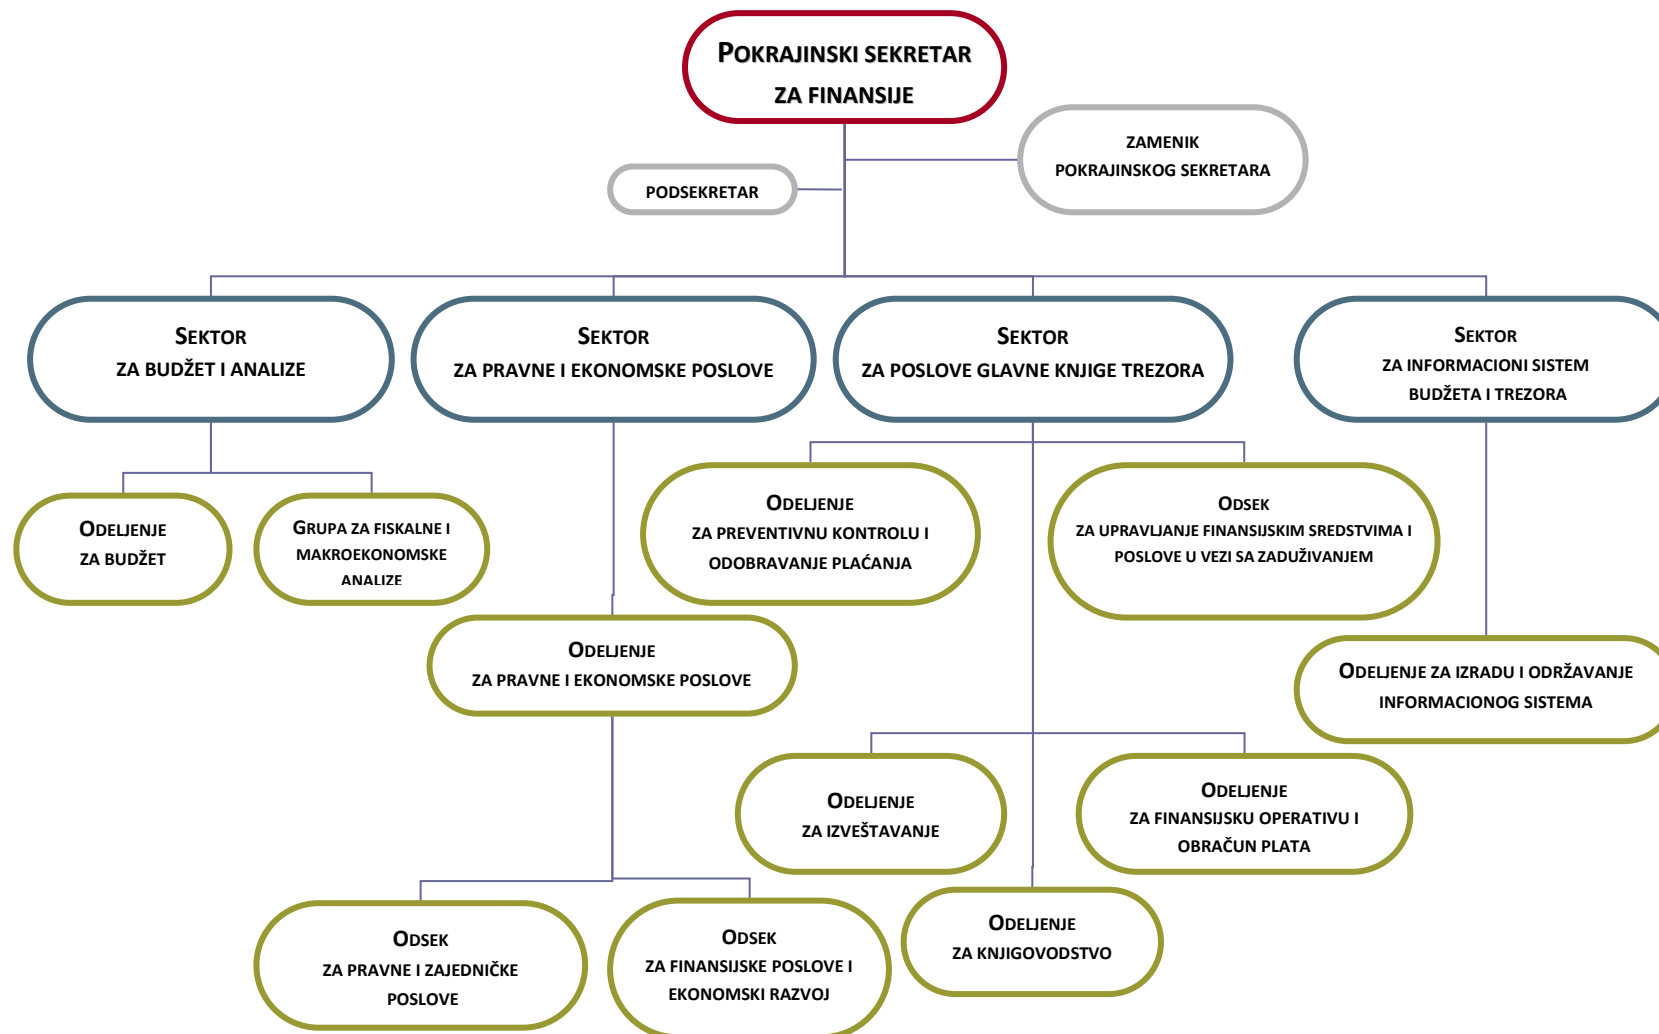 POKRAJINSKI SEKRETAR
ZA FINANSIJE
ZAMENIK
POKRAJINSKOG SEKRETARA
PODSEKRETAR
SEKTOR
ZA BUDŽET I ANALIZE
SEKTOR
ZA PRAVNE I EKONOMSKE POSLOVE
SEKTOR
ZA POSLOVE GLAVNE KNJIGE TREZORA
SEKTOR
ZA INFORMACIONI SISTEM
BUDŽETA I TREZORA
ODELJENJE
ZA BUDŽET
GRUPA ZA FISKALNE I
MAKROEKONOMSKE
ANALIZE
ODELJENJE
ZA PREVENTIVNU KONTROLU I
ODOBRAVANJE PLAĆANJA
ODSEK
ZA UPRAVLJANJE FINANSIJSKIM SREDSTVIMA I
POSLOVE U VEZI SA ZADUŽIVANJEM
ODELJENJE
ZA PRAVNE I EKONOMSKE POSLOVE
ODELJENJE ZA IZRADU I ODRŽAVANJE
INFORMACIONOG SISTEMA
ODELJENJE
ZA IZVEŠTAVANJE
ODELJENJE
ZA FINANSIJSKU OPERATIVU I
OBRAČUN PLATA
ODSEK
ZA PRAVNE I ZAJEDNIČKE
POSLOVE
ODSEK
ZA FINANSIJSKE POSLOVE I
EKONOMSKI RAZVOJ
ODELJENJE
ZA KNJIGOVODSTVO